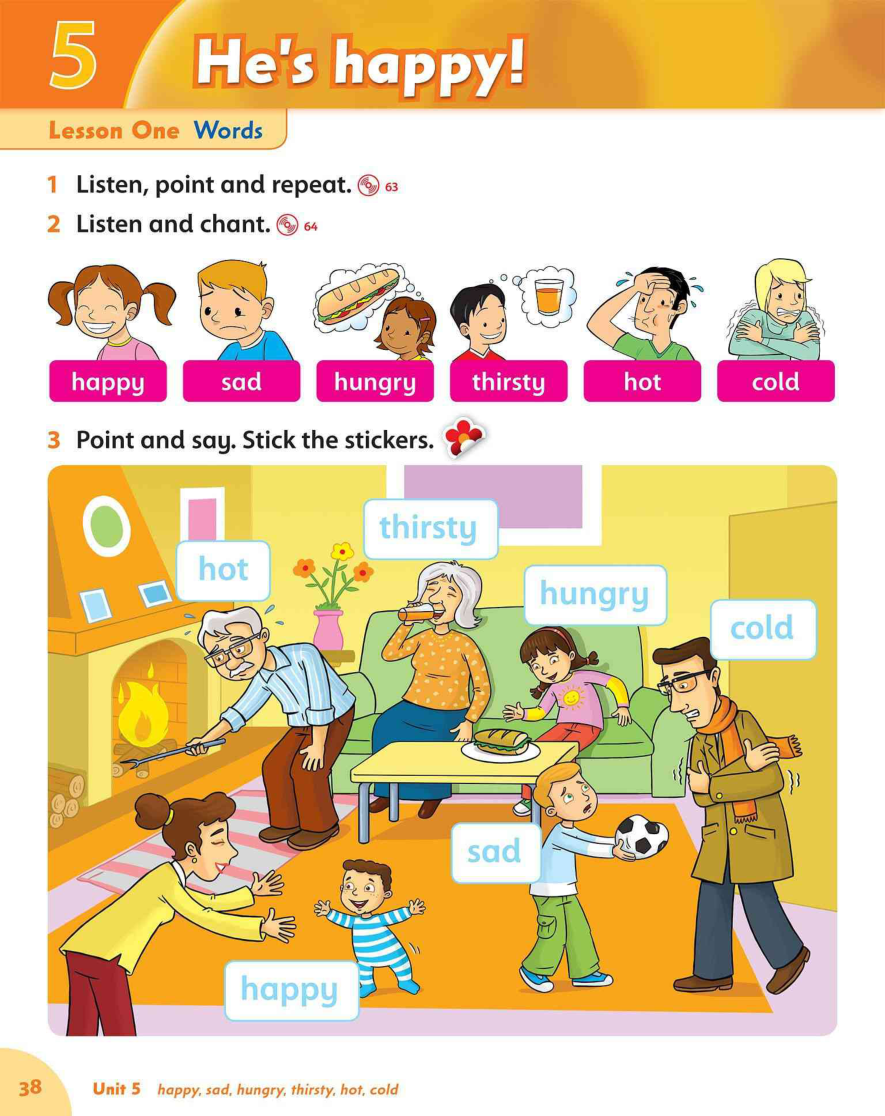 5
He's happy!
Lesson One Words
1 Listen, point and repeat. 63
2 Listen and chant. 64
happy sad hungry thirsty hot cold
3 Point and say. Stick the stickers.
thirsty
hot
hungry
cold
sad
happy
38 Unit 5 happy, sad, hungry, thirsty, hot, cold